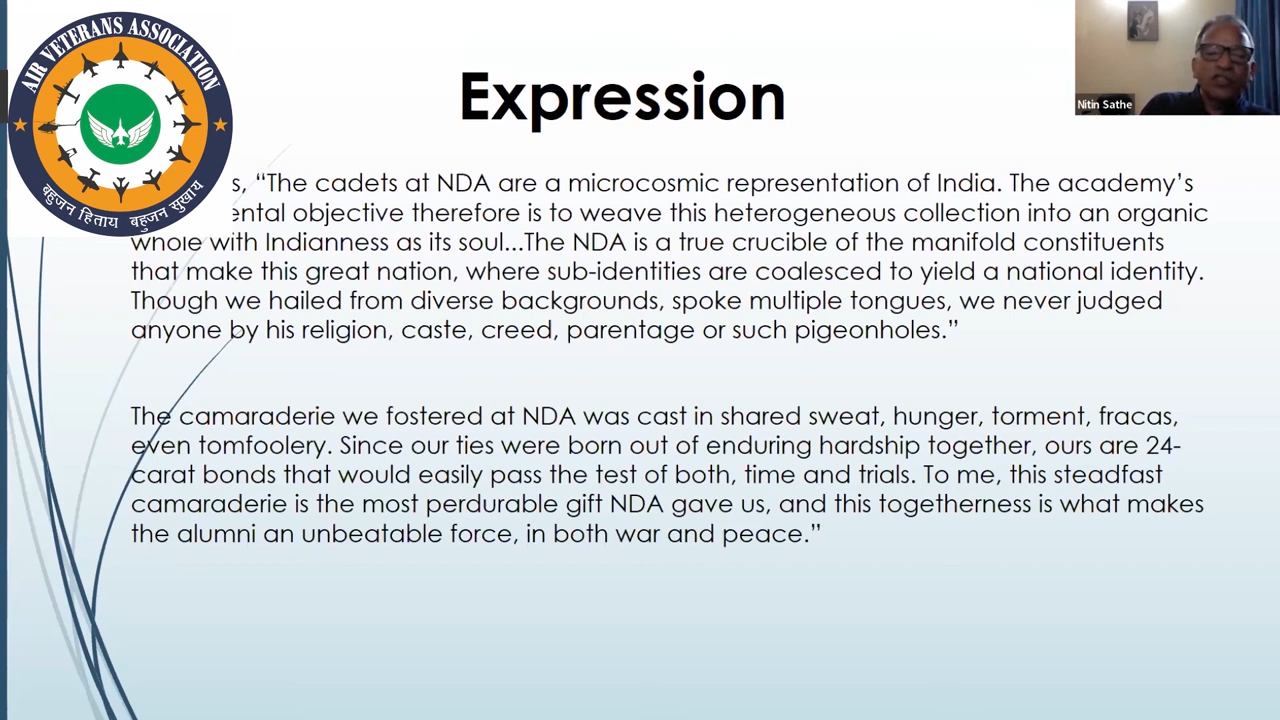 AIR VETERANS ASSOCIATION
बहुजन हिताय बहुजन सुखाय
Nitin Sathe
Expression
“The cadets at NDA are a microcosmic representation of India. The academy’s
objective therefore is to weave this heterogeneous collection into an organic
whole with Indianness as its soul...The NDA is a true crucible of the manifold constituents
that make this great nation, where sub-identities are coalesced to yield a national identity.
Though we hailed from diverse backgrounds, spoke multiple tongues, we never judged
anyone by his religion, caste, creed, parentage or such pigeonholes.”
The camaraderie we fostered at NDA was cast in shared sweat, hunger, torment, fracas,
even tomfoolery. Since our ties were born out of enduring hardship together, ours are 24-
carat bonds that would easily pass the test of both, time and trials. To me, this steadfast
camaraderie is the most perdurable gift NDA gave us, and this togetherness is what makes
the alumni an unbeatable force, in both war and peace.”